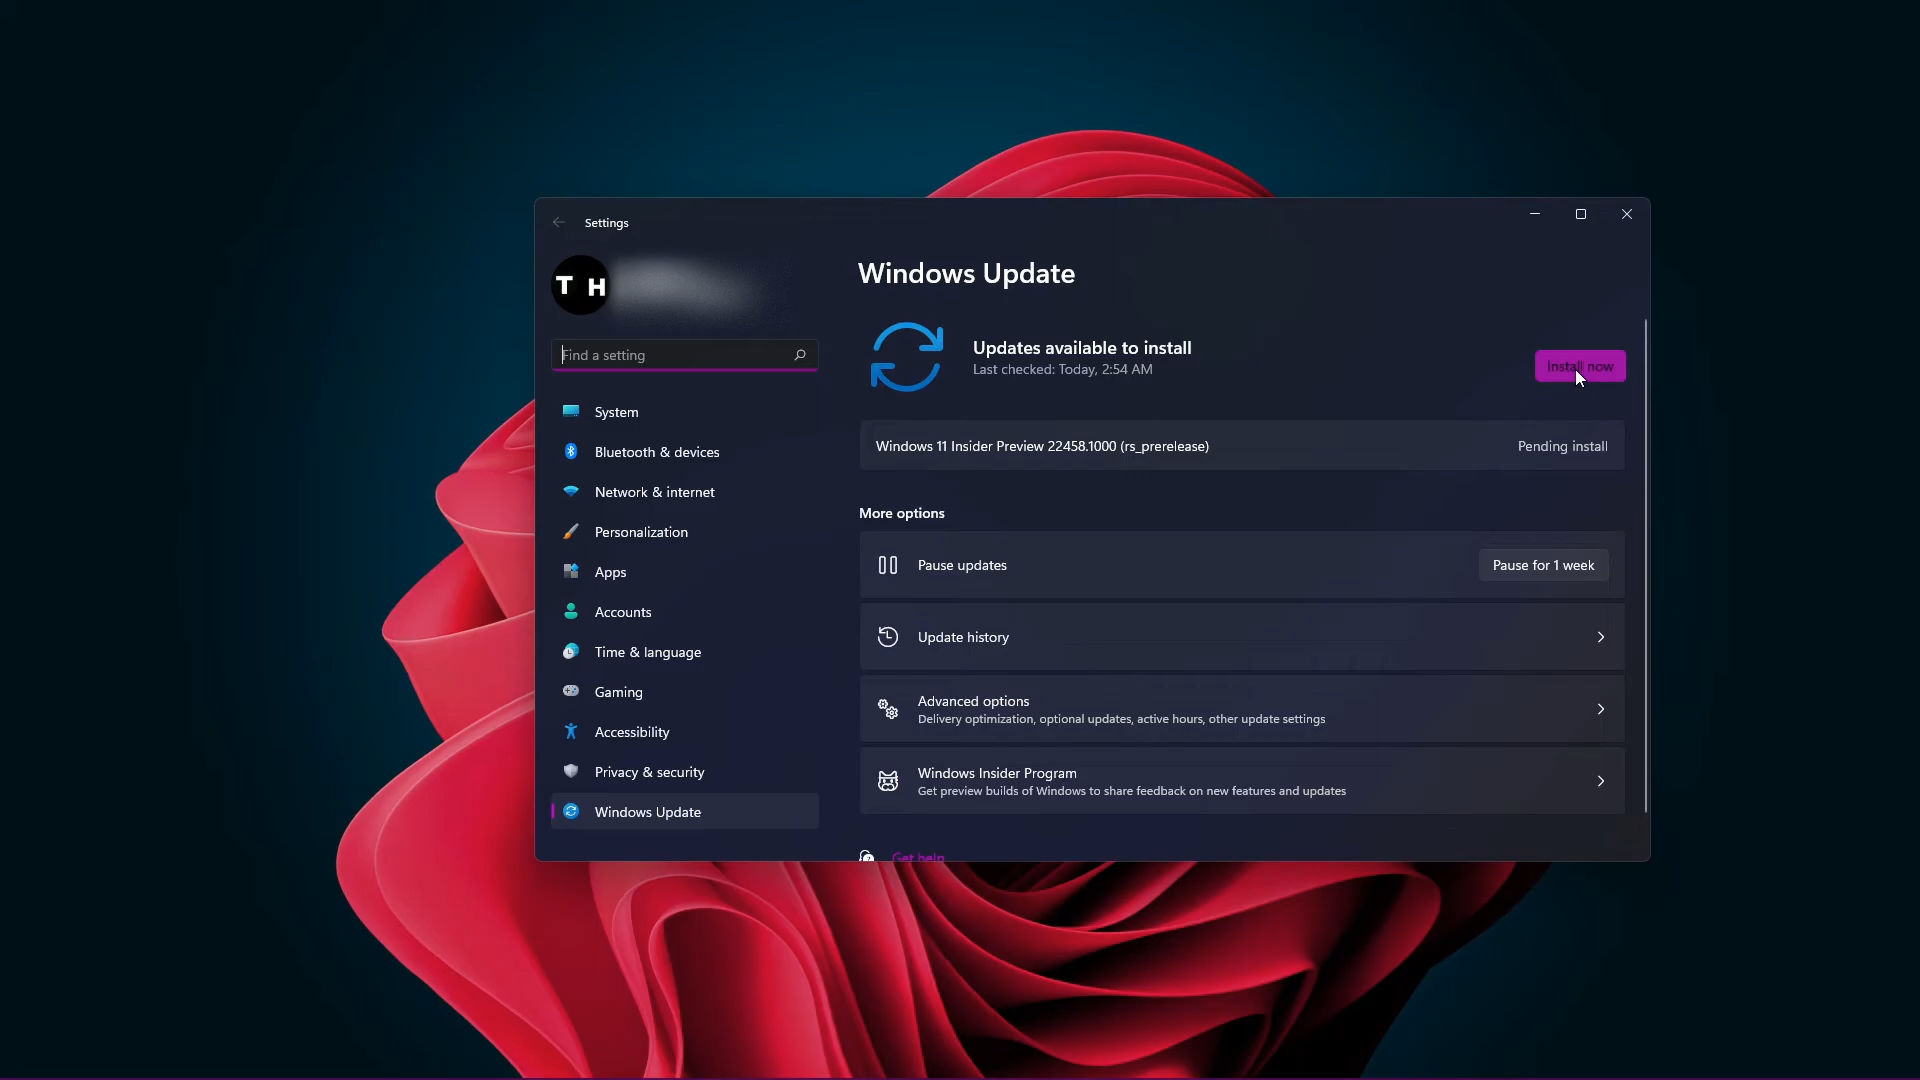 Settings
T H
Find a setting
System
Bluetooth & devices
Network & internet
Personalization
Apps
Accounts
Time & language
Gaming
Accessibility
Privacy & security
Windows Update
Windows Update
Updates available to install
Last checked: Today, 2:54 AM
Install now
Windows 11 Insider Preview 22458.1000 (rs_prerelease)
Pending install
More options
Pause updates
Pause for 1 week
Update history
Advanced options
Delivery optimization, optional updates, active hours, other update settings
Windows Insider Program
Get preview builds of Windows to share feedback on new features and updates
Get help